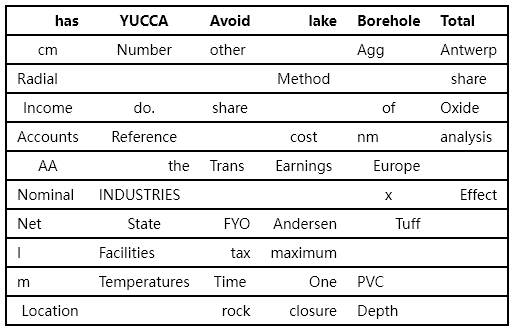 has YUCCA Avoid lake Borehole Total
cm Number other Agg Antwerp
Radial Method share
Income do. share of Oxide
Accounts Reference cost nm analysis
AA the Trans Earnings Europe
Nominal INDUSTRIES x Effect
Net State FYO Andersen Tuff
l Facilities tax maximum
m Temperatures Time One PVC
Location rock closure Depth